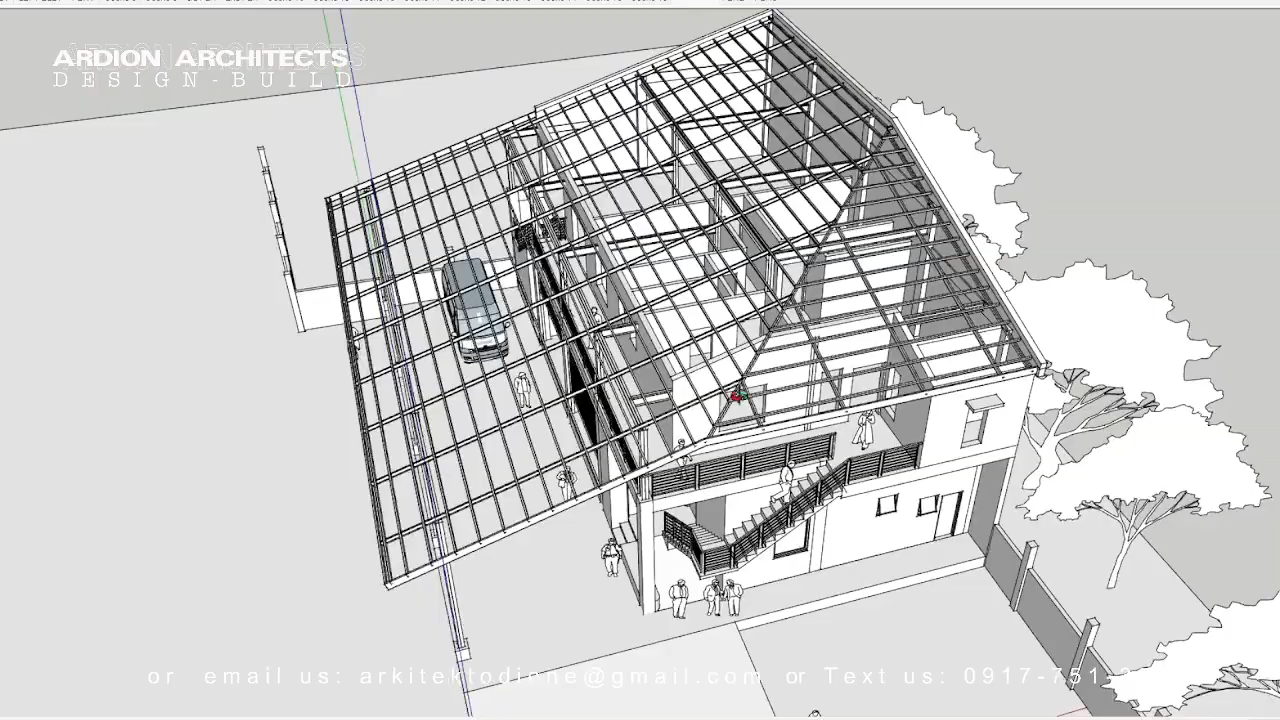 ARDION ARCHITECTS
DESIGN-BUILD
or email us: arkitektodione@gmail.com or Text us: 0917-751-